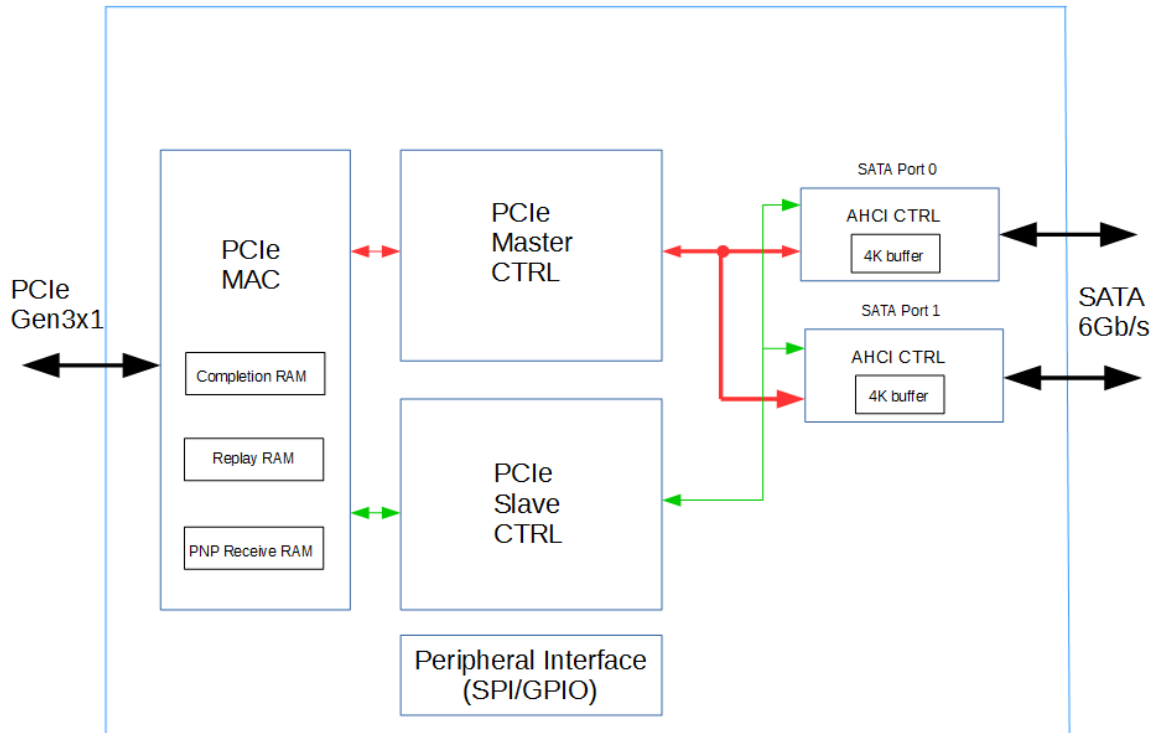 PCIe
Gen3x1
PCIe
MAC
Completion RAM
Replay RAM
PNP Receive RAM
PCIe
Master
CTRL
PCIe
Slave
CTRL
Peripheral Interface
(SPI/GPIO)
SATA Port 0
AHCI CTRL
4K buffer
SATA Port 1
AHCI CTRL
4K buffer
SATA
6Gb/s